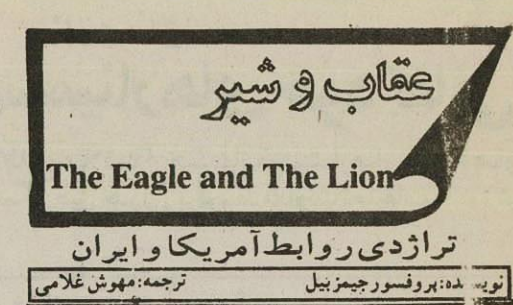 عقاب و شیر
The Eagle and The Lion
تراژدی روابط آمریکا و ایران
نویسنده: پروفسور جیمز بیل ترجمه: مهوش غلامی